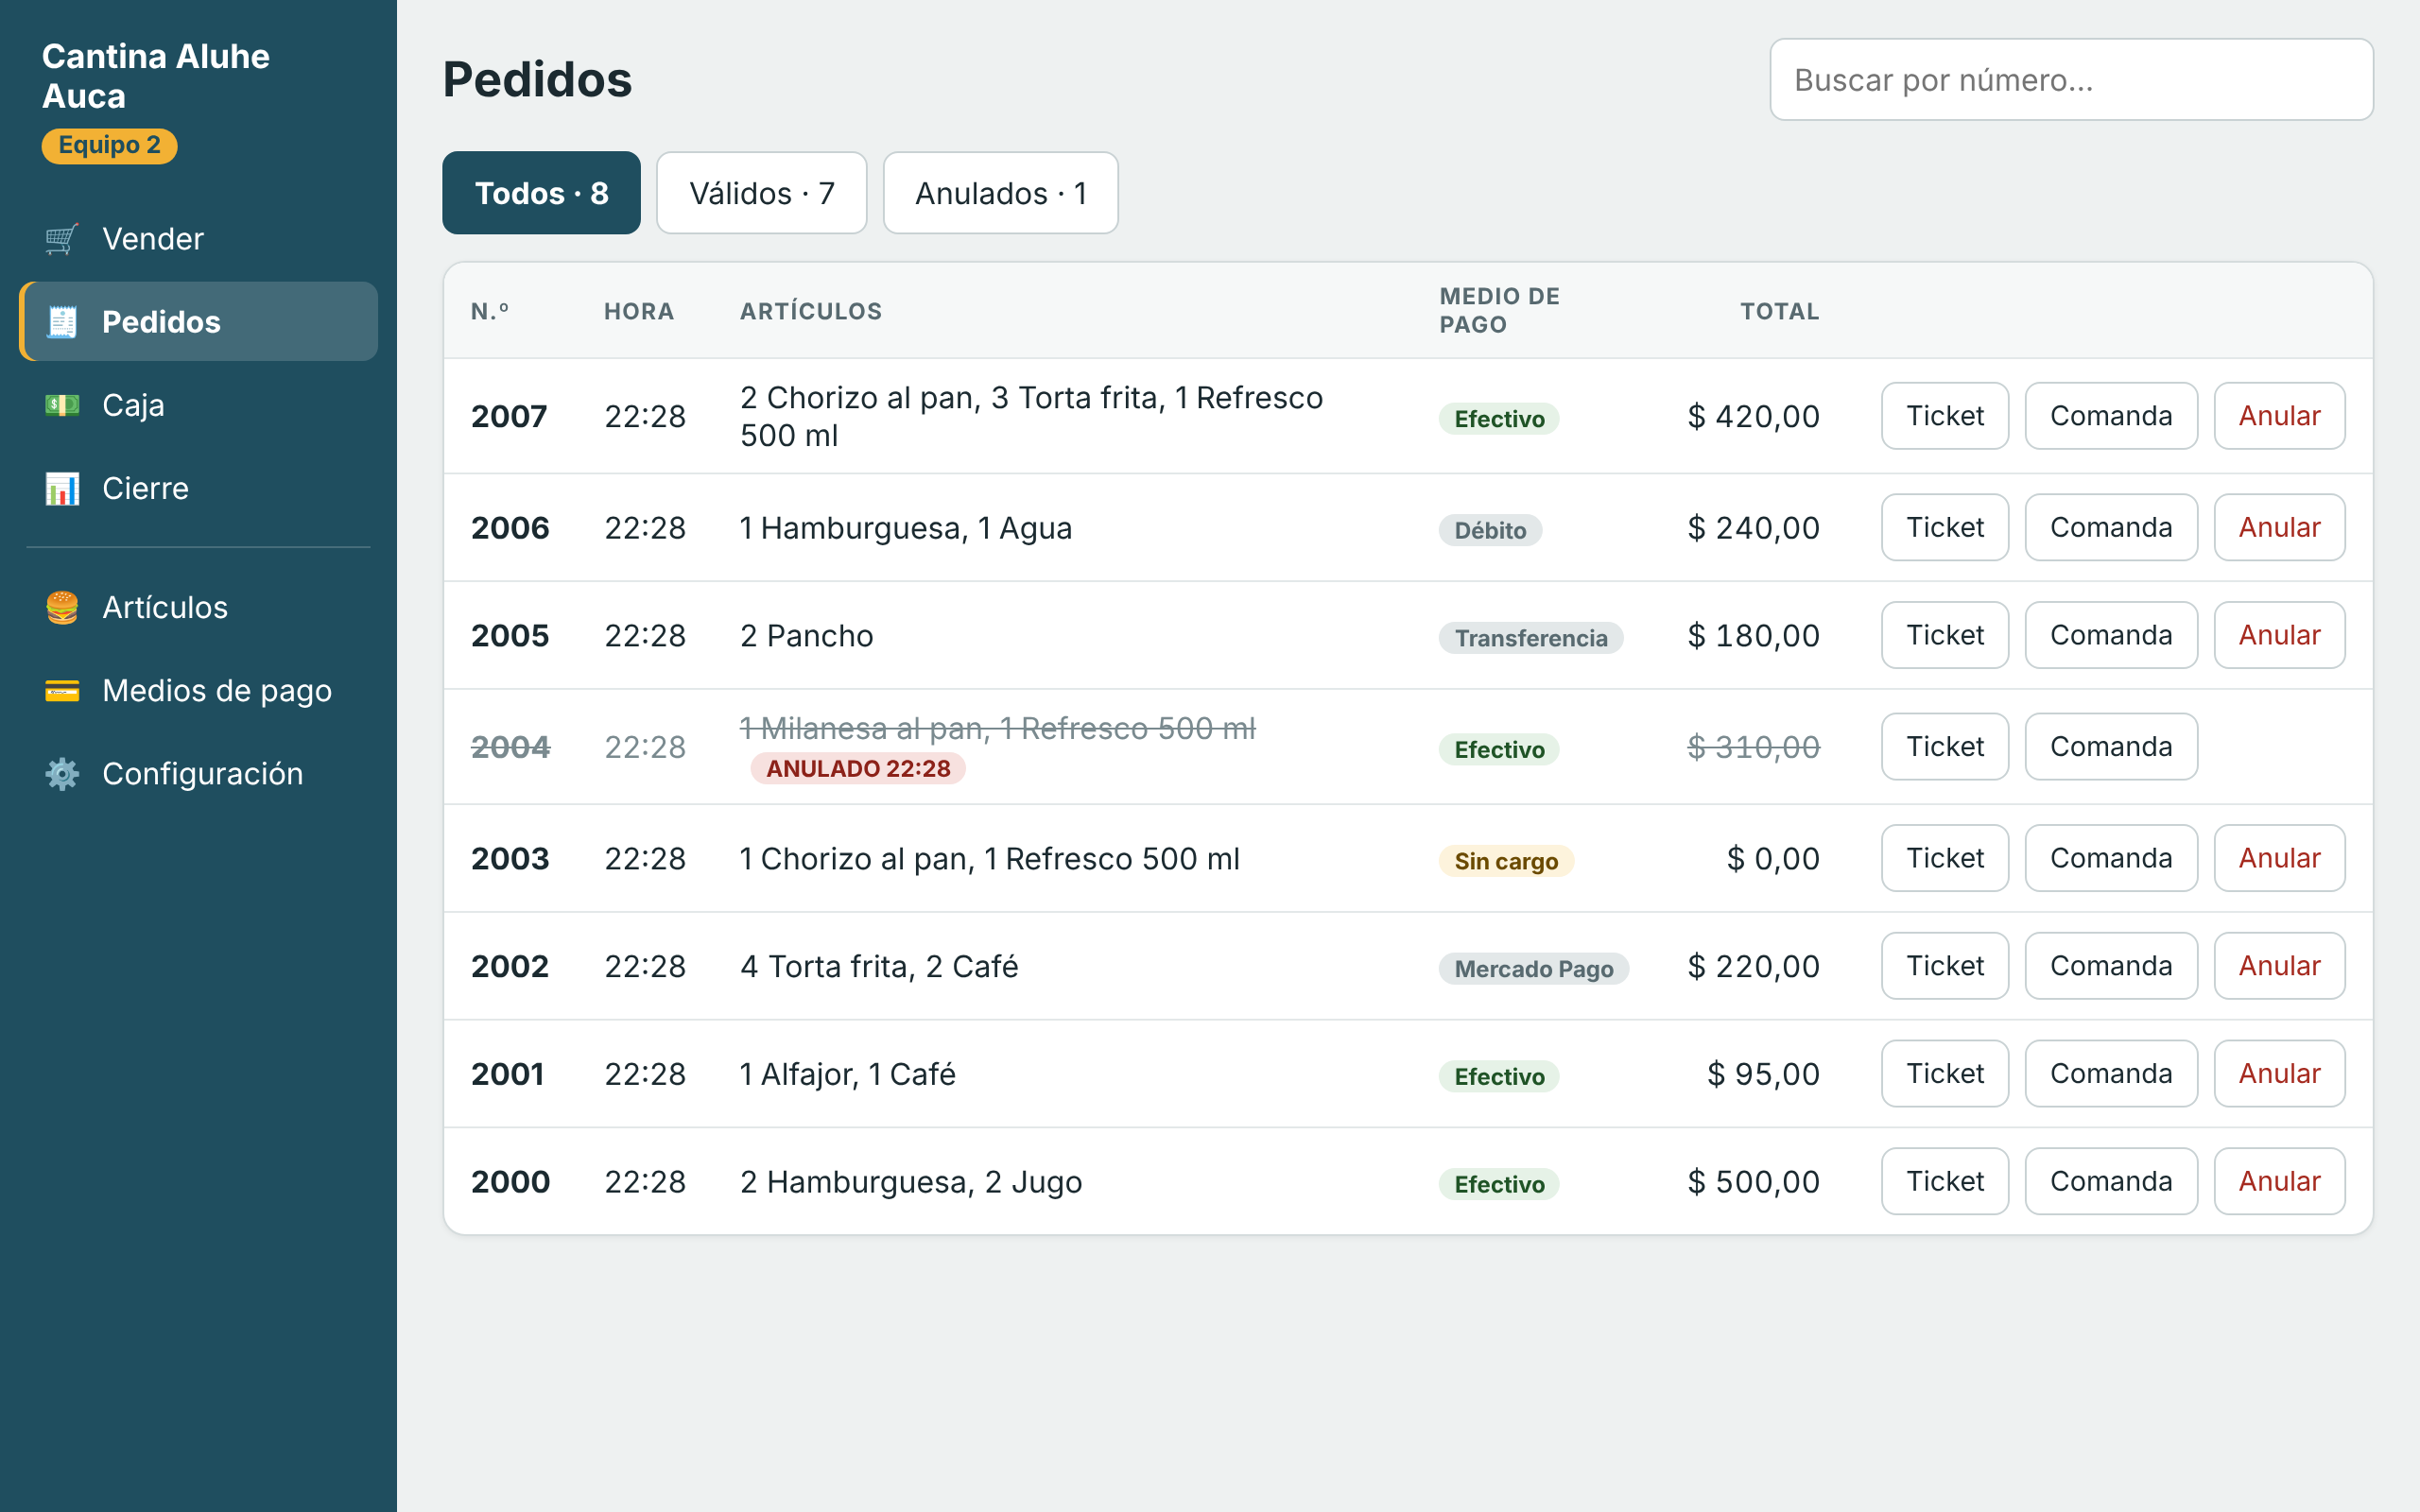 Cantina Aluhe
Auca
Equipo 2
Vender
Pedidos
Caja
Cierre
Artículos
Medios de pago
Configuración
Pedidos
Buscar por número...
Todos · 8
Válidos · 7
Anulados · 1
N.º HORA ARTÍCULOS MEDIO DE PAGO TOTAL
2007 22:28 2 Chorizo al pan, 3 Torta frita, 1 Refresco 500 ml Efectivo $ 420,00 Ticket Comanda Anular
2006 22:28 1 Hamburguesa, 1 Agua Débito $ 240,00 Ticket Comanda Anular
2005 22:28 2 Pancho Transferencia $ 180,00 Ticket Comanda Anular
2004 22:28 1 Milanesa al pan, 1 Refresco 500 ml ANULADO 22:28 Efectivo $ 310,00 Ticket Comanda
2003 22:28 1 Chorizo al pan, 1 Refresco 500 ml Sin cargo $ 0,00 Ticket Comanda Anular
2002 22:28 4 Torta frita, 2 Café Mercado Pago $ 220,00 Ticket Comanda Anular
2001 22:28 1 Alfajor, 1 Café Efectivo $ 95,00 Ticket Comanda Anular
2000 22:28 2 Hamburguesa, 2 Jugo Efectivo $ 500,00 Ticket Comanda Anular